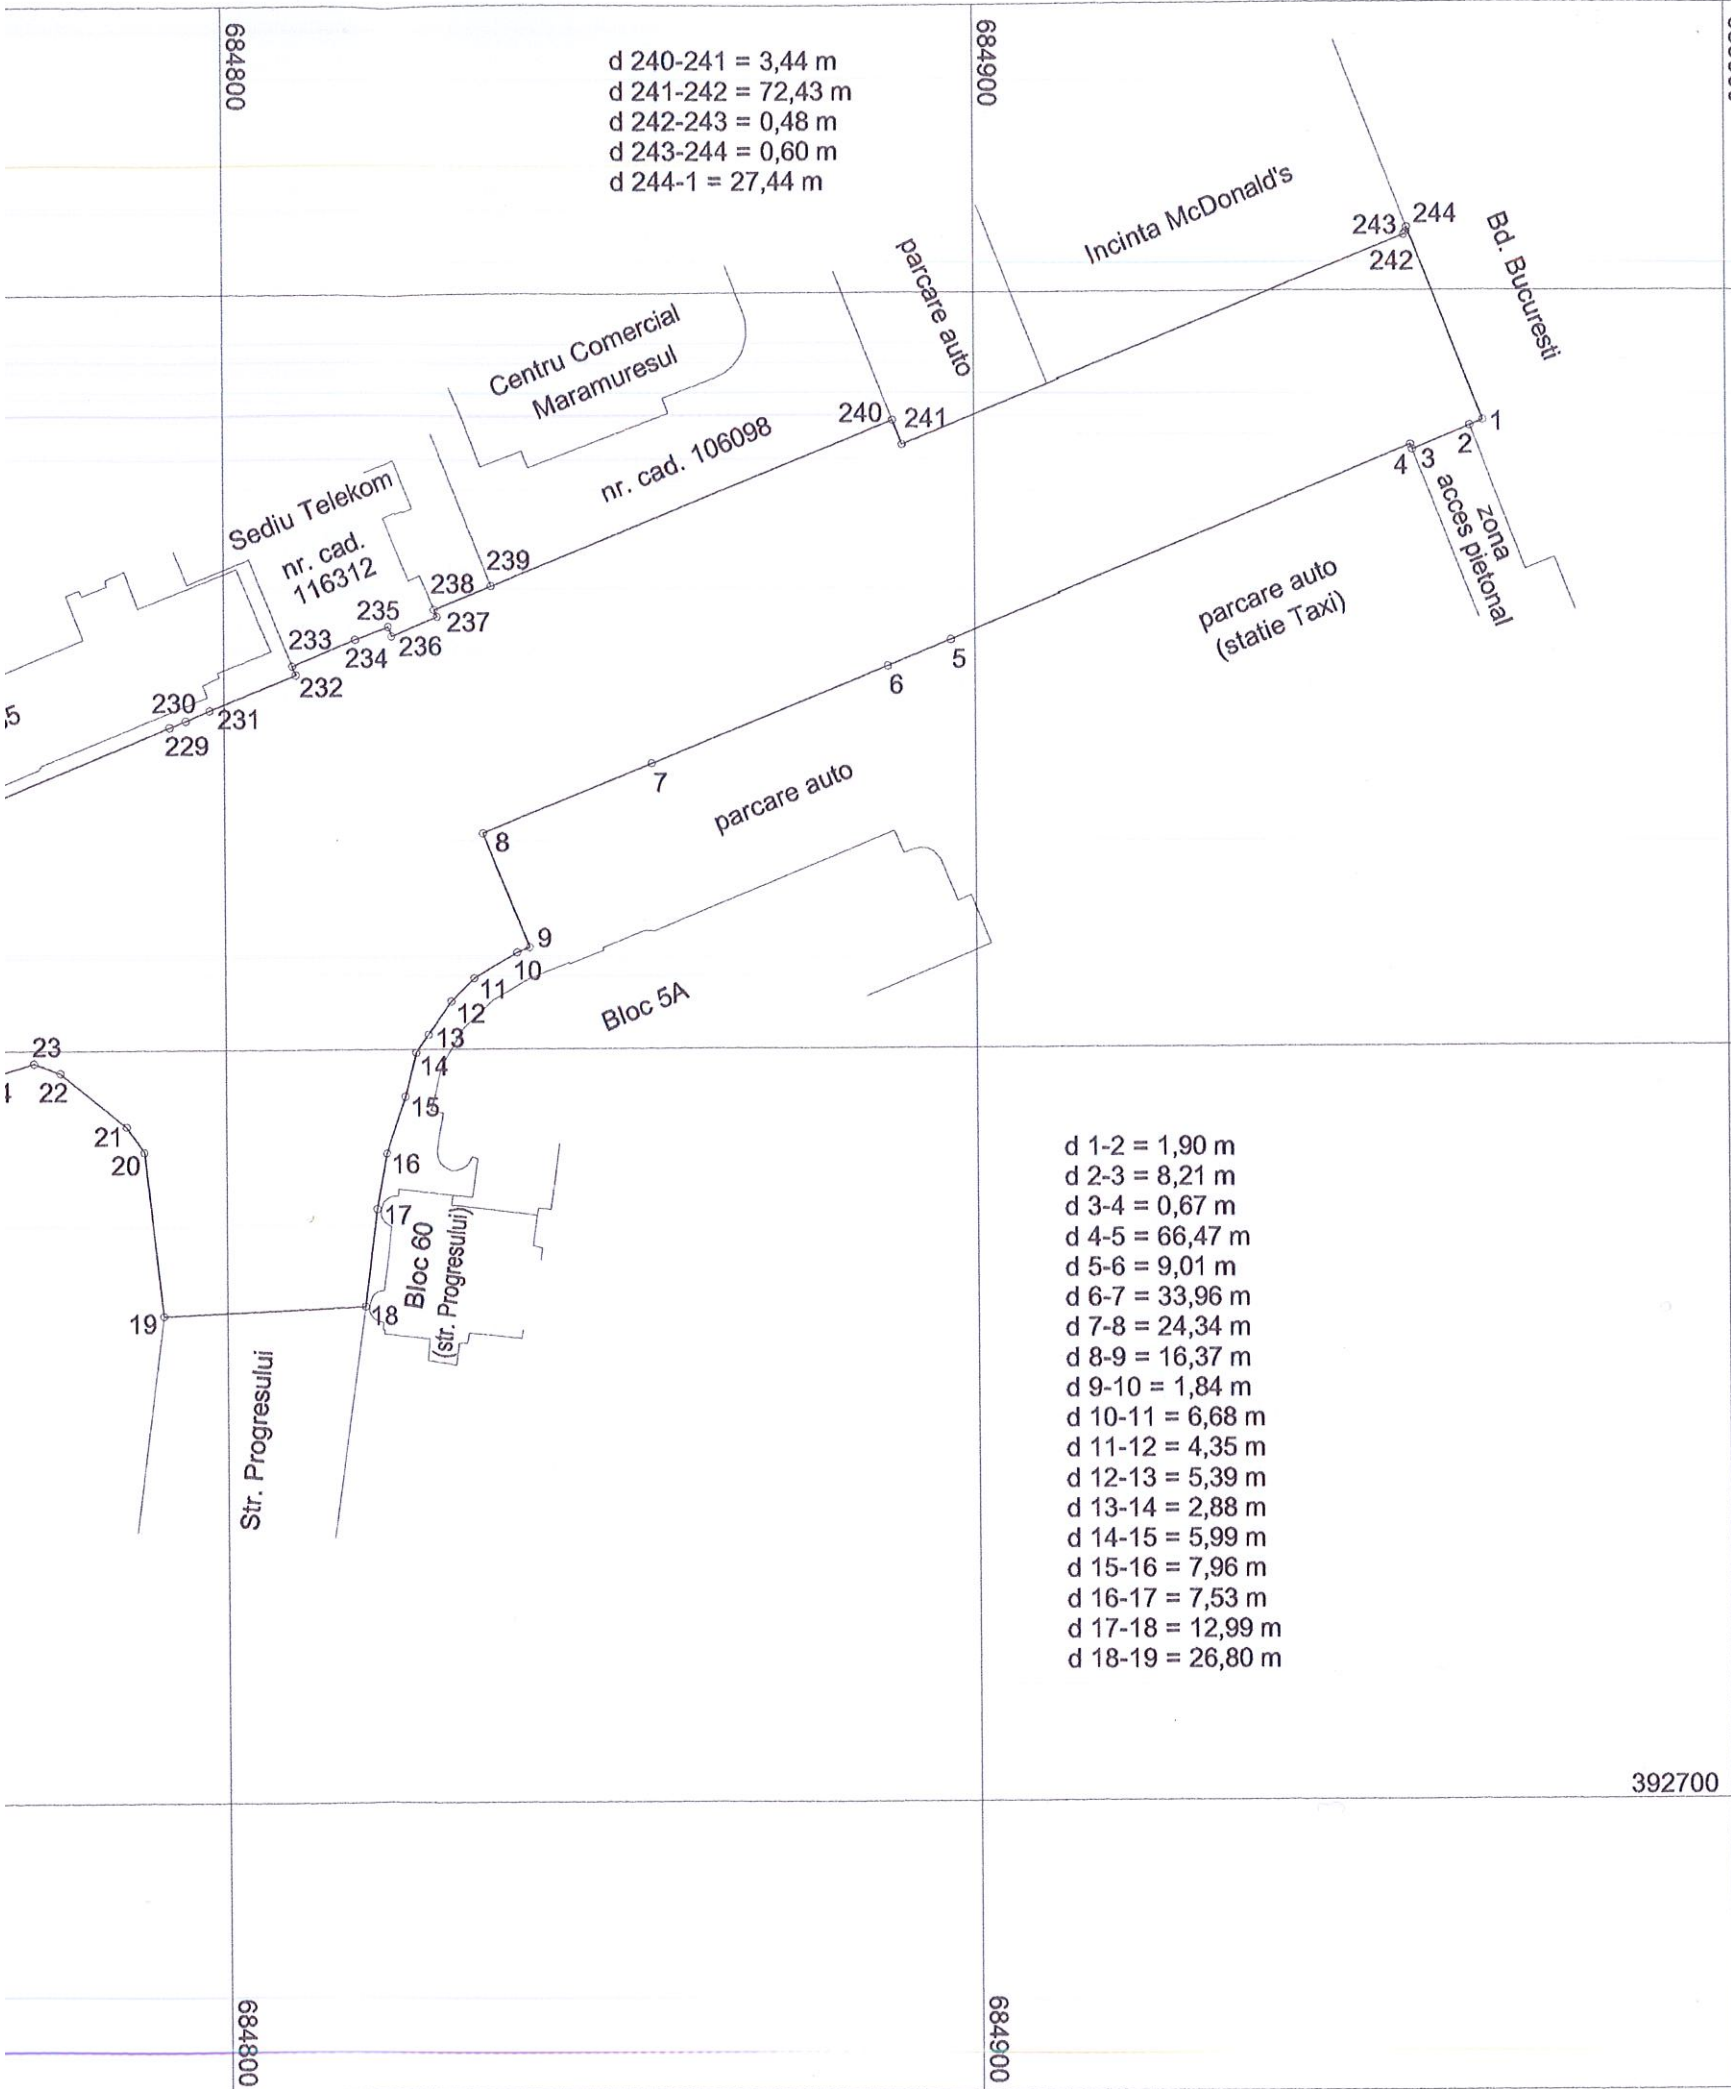 684800
684900
d 240-241 = 3,44 m
d 241-242 = 72,43 m
d 242-243 = 0,48 m
d 243-244 = 0,60 m
d 244-1 = 27,44 m
Incinta McDonald's
243
244
242
Bd. Bucuresti
parcare auto
Centru Comercial
Maramuresul
240
241
1
2
nr. cad. 106098
4
3
Sediu Telekom
nr. cad.
116312
acces pietonal
zona
239
238
235
237
233
234
236
parcare auto
(statie Taxi)
5
232
6
230
231
229
7
parcare auto
8
9
10
11
12
Bloc 5A
13
14
23
22
15
21
20
16
17
Bloc 60
(str. Progresului)
18
19
Str. Progresului
d 1-2 = 1,90 m
d 2-3 = 8,21 m
d 3-4 = 0,67 m
d 4-5 = 66,47 m
d 5-6 = 9,01 m
d 6-7 = 33,96 m
d 7-8 = 24,34 m
d 8-9 = 16,37 m
d 9-10 = 1,84 m
d 10-11 = 6,68 m
d 11-12 = 4,35 m
d 12-13 = 5,39 m
d 13-14 = 2,88 m
d 14-15 = 5,99 m
d 15-16 = 7,96 m
d 16-17 = 7,53 m
d 17-18 = 12,99 m
d 18-19 = 26,80 m
392700
684800
684900